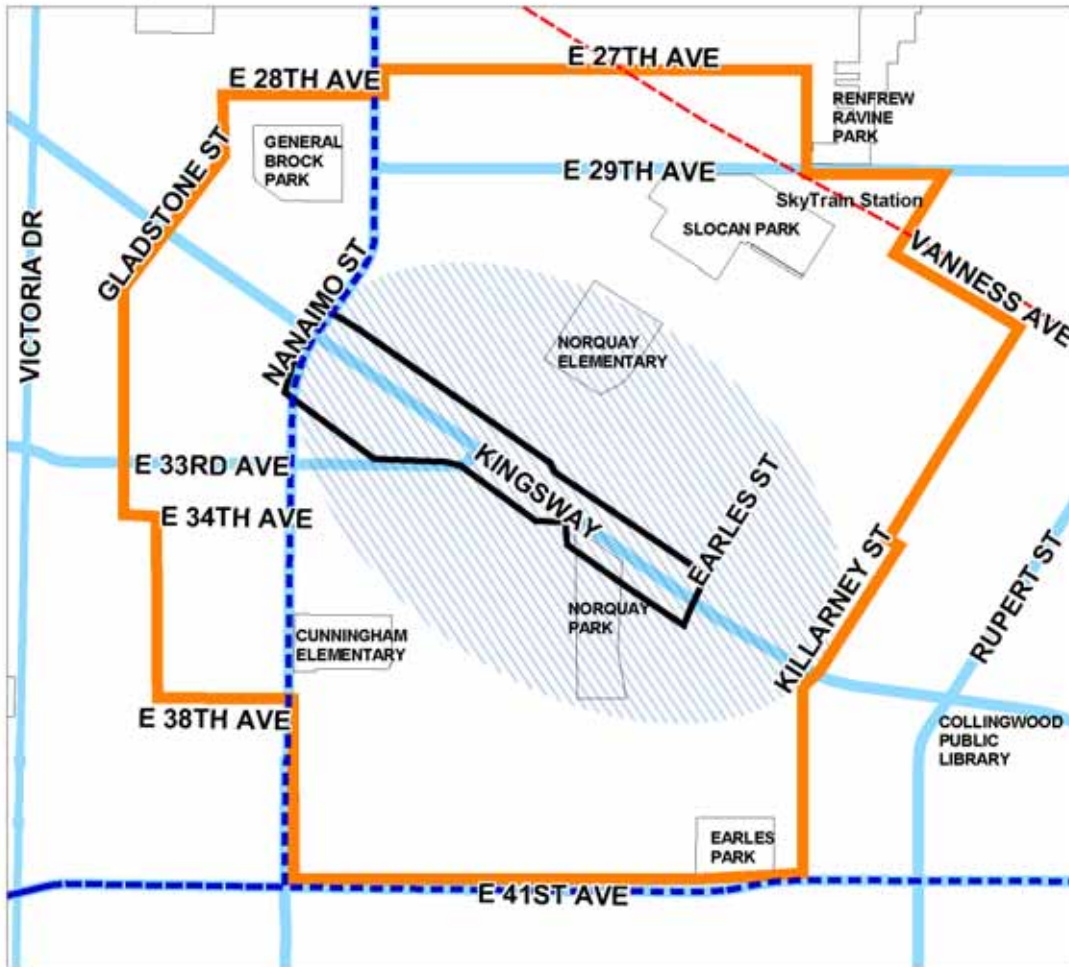 E 27TH AVE
E 28TH AVE
RENFREW
RAVINE
PARK
GENERAL
BROCK
PARK
E 29TH AVE
SkyTrain Station
GLADSTONE ST
SLOCAN PARK
VANNESS AVE
VICTORIA DR
NANAIMO ST
NORQUAY
ELEMENTARY
E 33RD AVE
KINGSWAY
EARLES ST
E 34TH AVE
KILLARNEY ST
RUPERT ST
NORQUAY
PARK
CUNNINGHAM
ELEMENTARY
E 38TH AVE
COLLINGWOOD
PUBLIC
LIBRARY
EARLES
PARK
E 41ST AVE